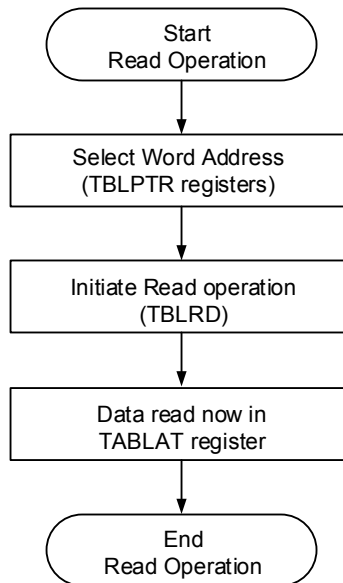 Start
Read Operation
Select Word Address
(TBLPTR registers)
Initiate Read operation
(TBLRD)
Data read now in
TABLAT register
End
Read Operation